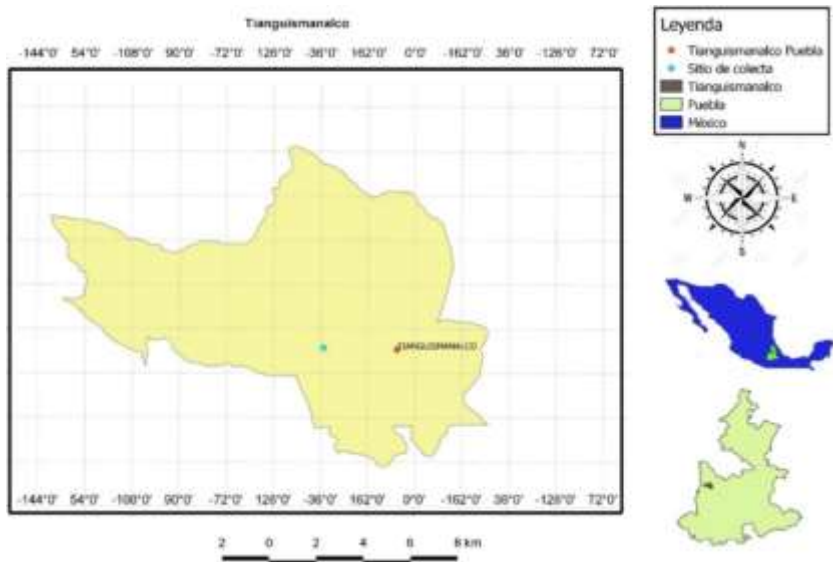 Tianguismanalco
-144°0' 54°0' -108°0' 90°0' -72°0' 126°0' -36°0' 162°0' 0°0' -162°0' 36°0' -126°0' 72°0'
TIANGUISMANALCO
-144°0' 54°0' -108°0' 90°0' -72°0' 126°0' -36°0' 162°0' 0°0' -162°0' 36°0' -126°0' 72°0'
2 0 2 4 6 8 km
Leyenda
Tianguismanalco Puebla
Sitio de colecta
Tianguismanalco
Puebla
México
N
W E
S